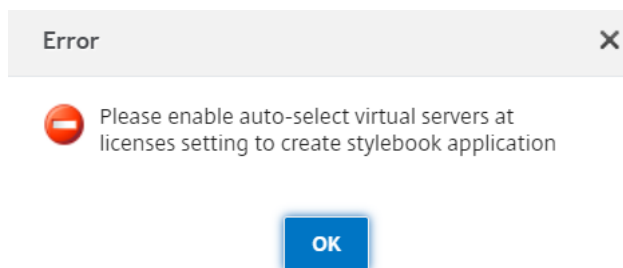 Error
Please enable auto-select virtual servers at
licenses setting to create stylebook application
OK